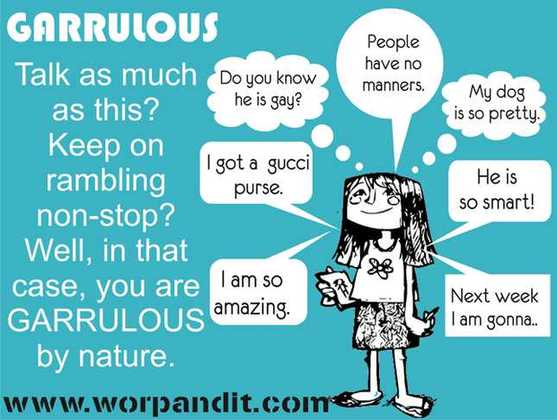 GARRULOUS
Talk as much
as this?
Keep on
rambling
non-stop?
Well, in that
case, you are
GARRULOUS
by nature.
Do you know
he is gay?
People
have no
manners.
My dog
is so pretty.
I got a gucci
purse.
He is
so smart!
I am so
amazing.
Next week
I am gonna..
www.worpandit.com